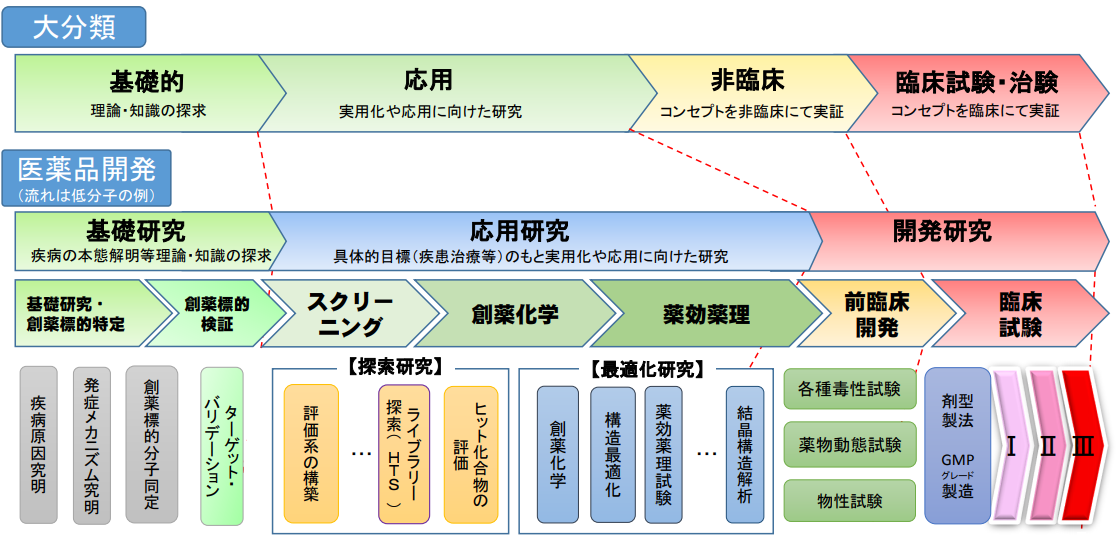 大分類
基礎的
理論・知識の探求
応用
実用化や応用に向けた研究
非臨床
コンセプトを非臨床にて実証
臨床試験・治験
コンセプトを臨床にて実証
医薬品開発
（流れは低分子の例）
基礎研究
疾病の本態解明等理論・知識の探求
応用研究
具体的目標（疾患治療等）のもと実用化や応用に向けた研究
開発研究
基礎研究・
創薬標的特定
創薬標的
検証
スクリー
ニング
創薬化学
薬効薬理
前臨床
開発
臨床
試験
疾病原因究明
発症メカニズム究明
創薬標的分子同定
ターゲット・
バリデーション
【探索研究】
評価系の構築
…
ライブラリー
探索（HTS）
ヒット化合物の
評価
【最適化研究】
創薬化学
構造最適化
薬効薬理試験
…
結晶構造解析
各種毒性試験
薬物動態試験
物性試験
剤型
製法
GMP
グレード
製造
Ⅰ
Ⅱ
Ⅲ